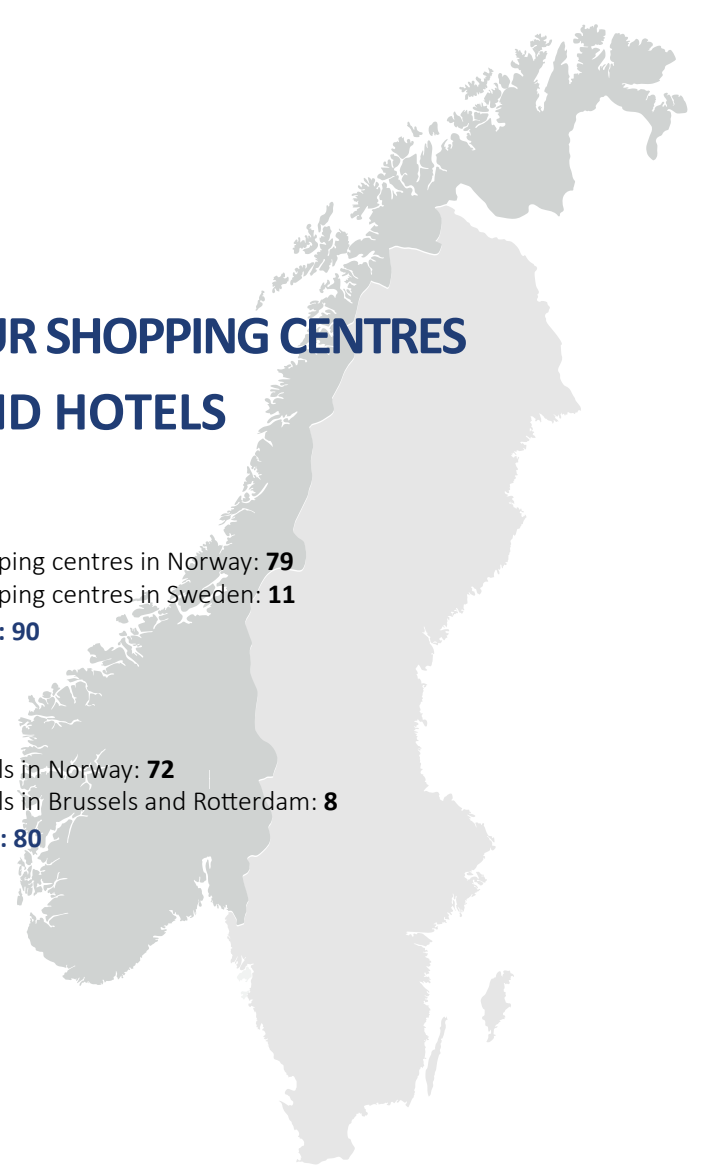 UR SHOPPING CENTRES
ND HOTELS
ping centres in Norway: 79
ping centres in Sweden: 11
: 90
ls in Norway: 72
ls in Brussels and Rotterdam: 8
: 80